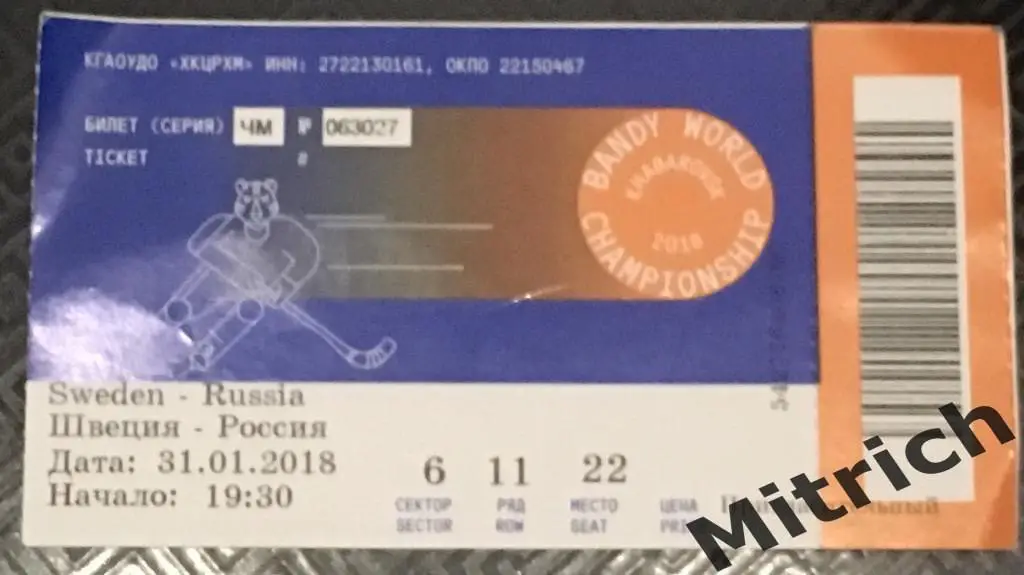 КГАОУДО «ХКЦРХМ» ИНН: 2722130161, ОКПО 22150467
БИЛЕТ (СЕРИЯ) ЧМ № 063027
TICKET #
BANDY WORLD CHAMPIONSHIP
KHABAROVSK
2018
Sweden - Russia
Швеция - Россия
Дата: 31.01.2018
Начало: 19:30
6 11 22
СЕКТОР РЯД МЕСТО ЦЕНА
SECTOR ROW SEAT
Mitrich